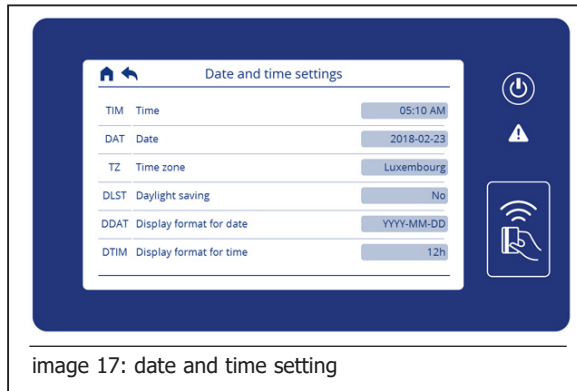 Date and time settings
TIM Time 05:10 AM
DAT Date 2018-02-23
TZ Time zone Luxembourg
DLST Daylight saving No
DDAT Display format for date YYYY-MM-DD
DTIM Display format for time 12h
image 17: date and time setting